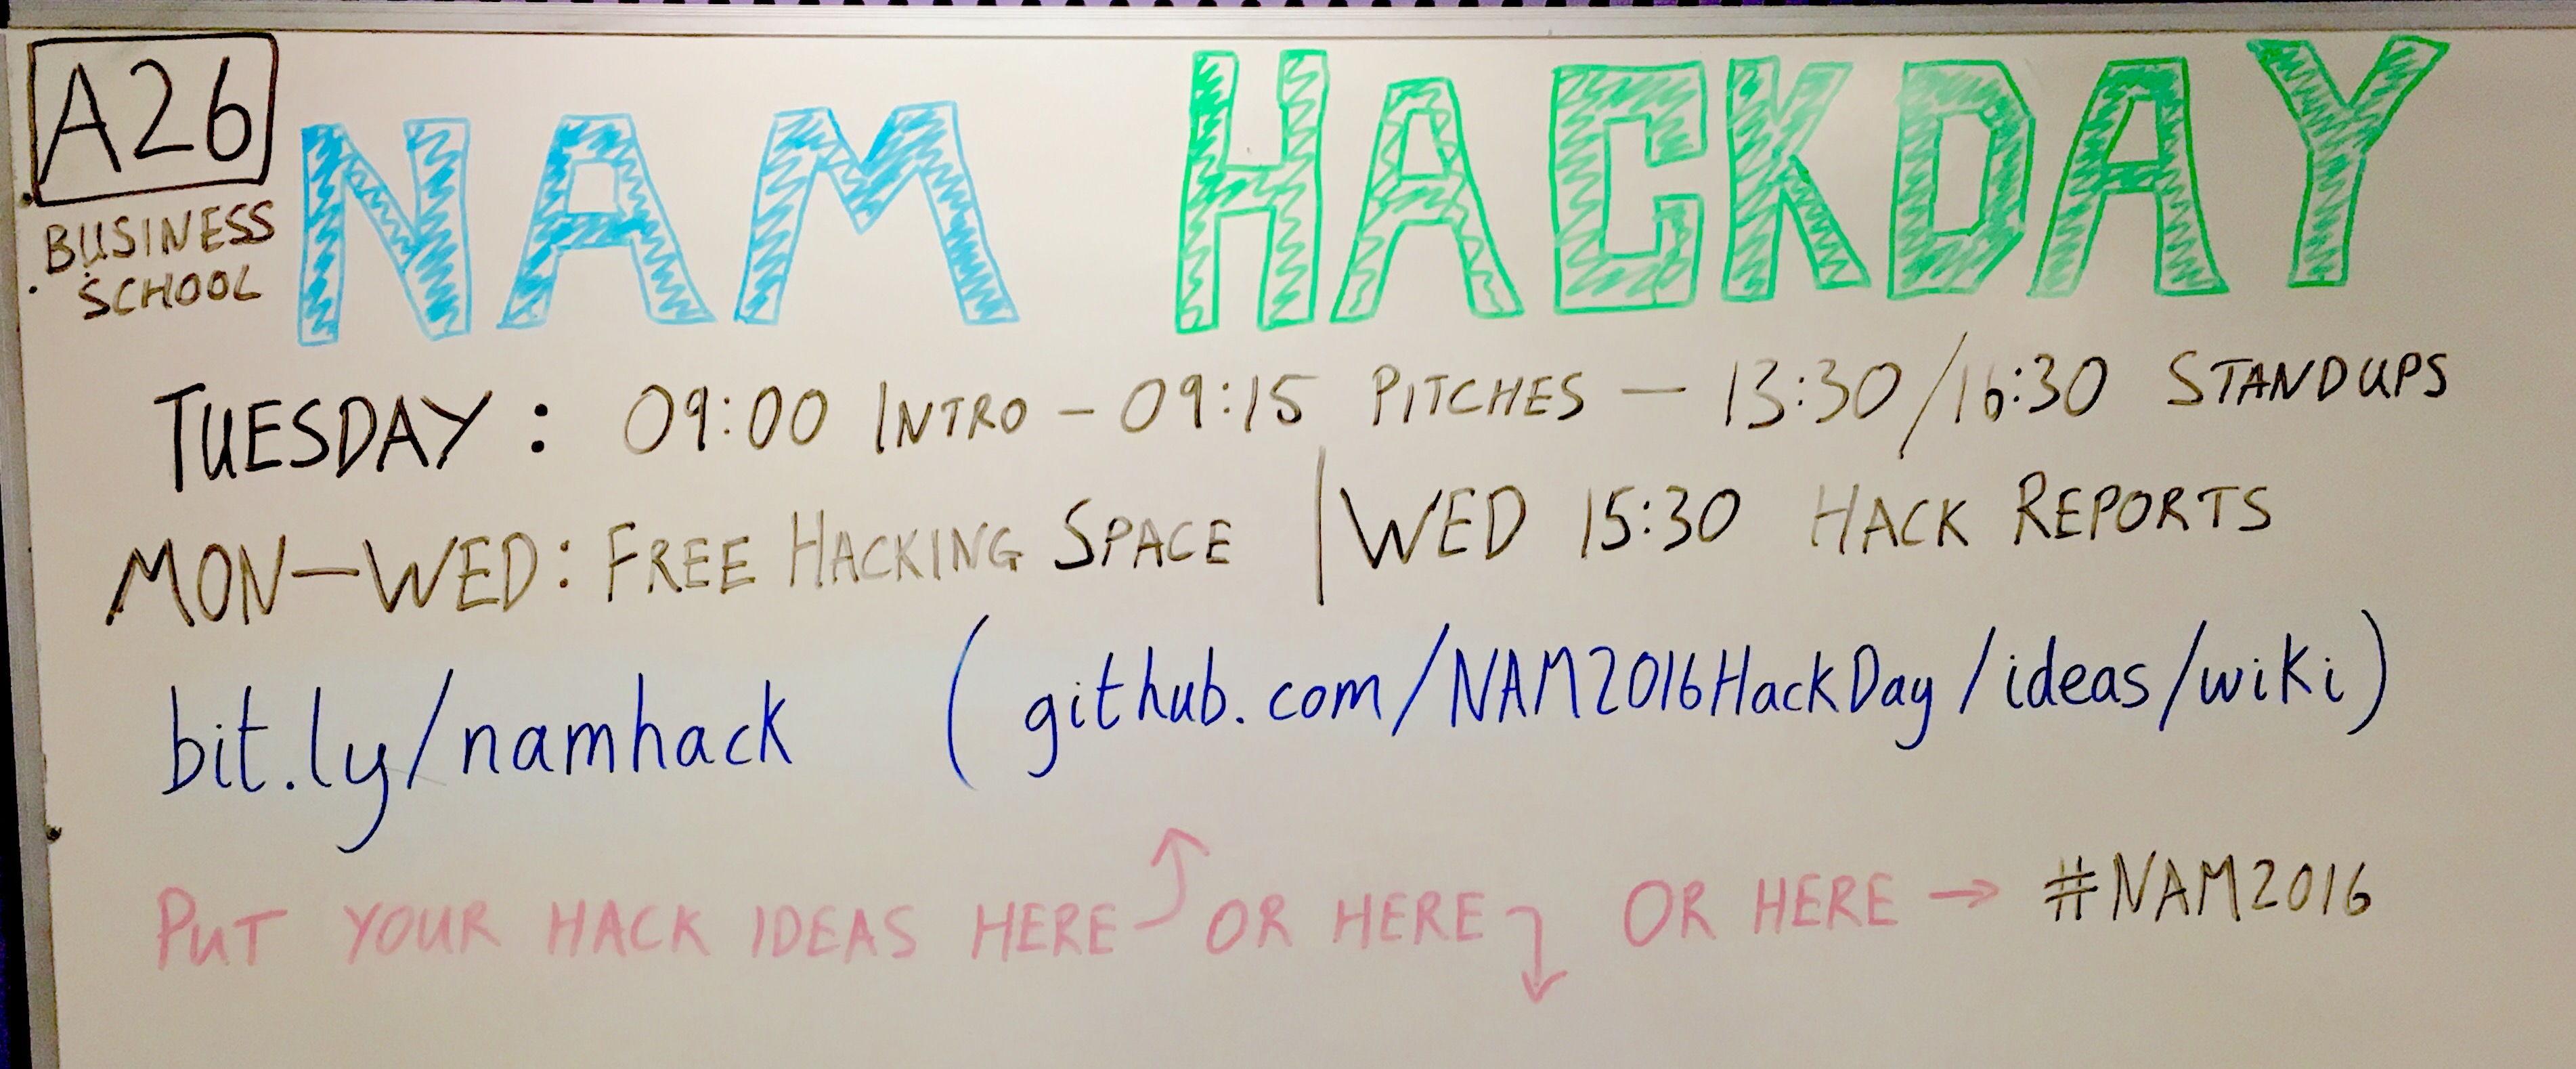 A26
BUSINESS
SCHOOL
NAM HACKDAY
TUESDAY: 09:00 INTRO - 09:15 PITCHES - 13:30/16:30 STANDUPS
MON-WED: FREE HACKING SPACE | WED 15:30 HACK REPORTS
bit.ly/namhack (github.com/NAM2016HackDay/ideas/wiki)
PUT YOUR HACK IDEAS HERE ⤴ OR HERE ⤵ OR HERE → #NAM2016